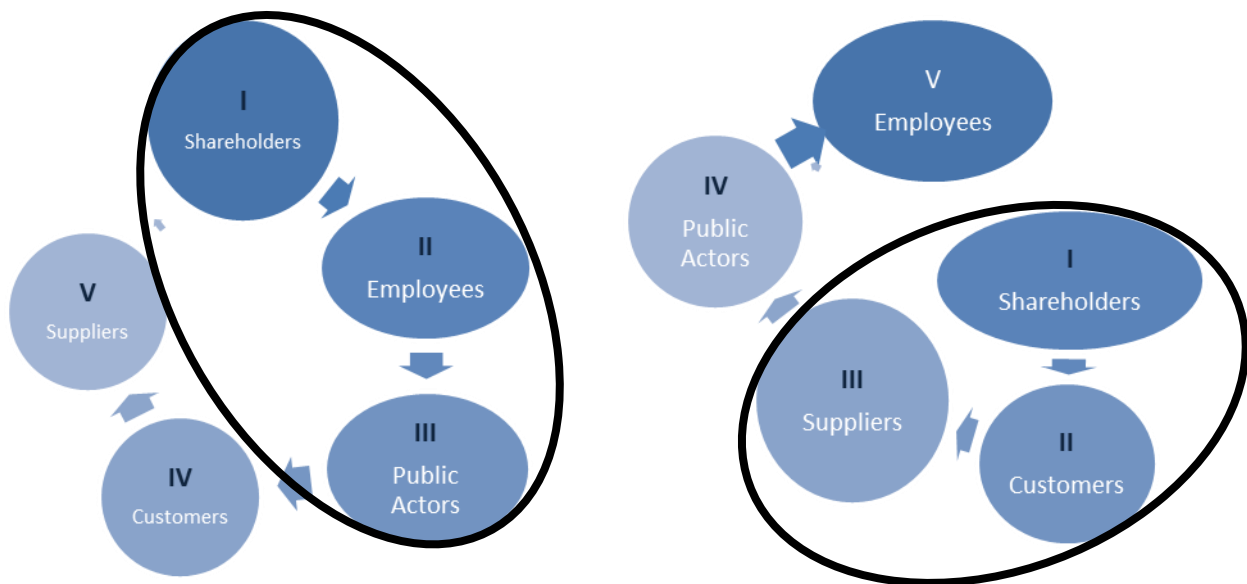 I
Shareholders
II
Employees
III
Public
Actors
IV
Customers
V
Suppliers
V
Employees
I
Shareholders
II
Customers
III
Suppliers
IV
Public
Actors